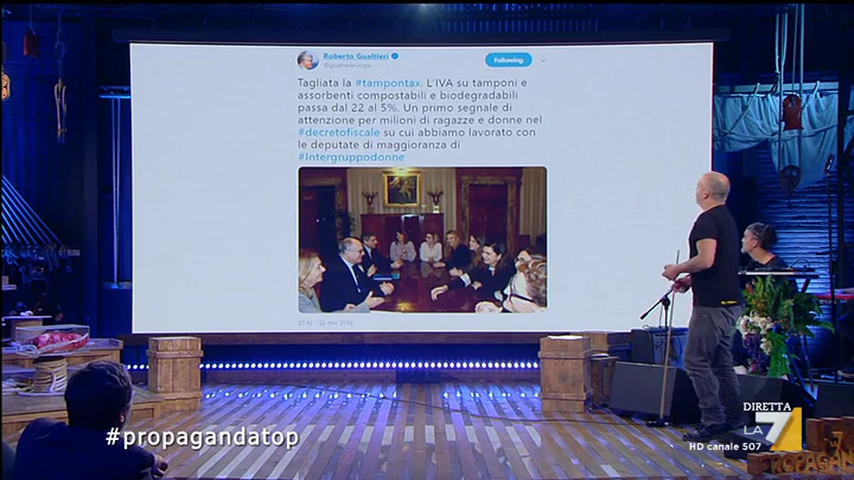 Roberto Gualtieri
@gualtierieurope
Following
Tagliata la #tampontax. L'IVA su tamponi e
assorbenti compostabili e biodegradabili
passa dal 22 al 5%. Un primo segnale di
attenzione per milioni di ragazze e donne nel
#decretofiscale su cui abbiamo lavorato con
le deputate di maggioranza di
#Intergruppodonne
#propagandatop
DIRETTA
LA 7
HD canale 507
PROPAGAN